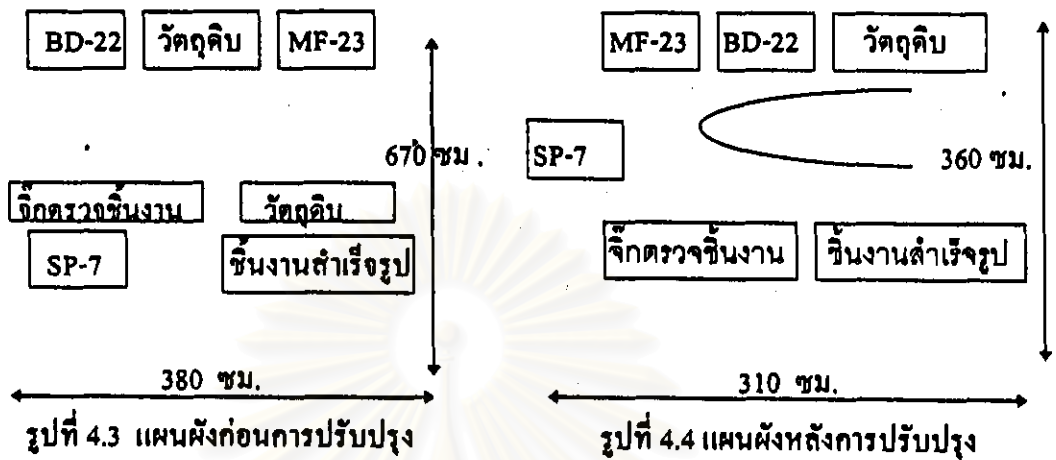 BD-22 วัตถุดิบ MF-23
670 ซม.
จิ๊กตรวจชิ้นงาน วัตถุดิบ
SP-7 ชิ้นงานสำเร็จรูป
380 ซม.
รูปที่ 4.3 แผนผังก่อนการปรับปรุง
MF-23 BD-22 วัตถุดิบ
SP-7 360 ซม.
จิ๊กตรวจชิ้นงาน ชิ้นงานสำเร็จรูป
310 ซม.
รูปที่ 4.4 แผนผังหลังการปรับปรุง